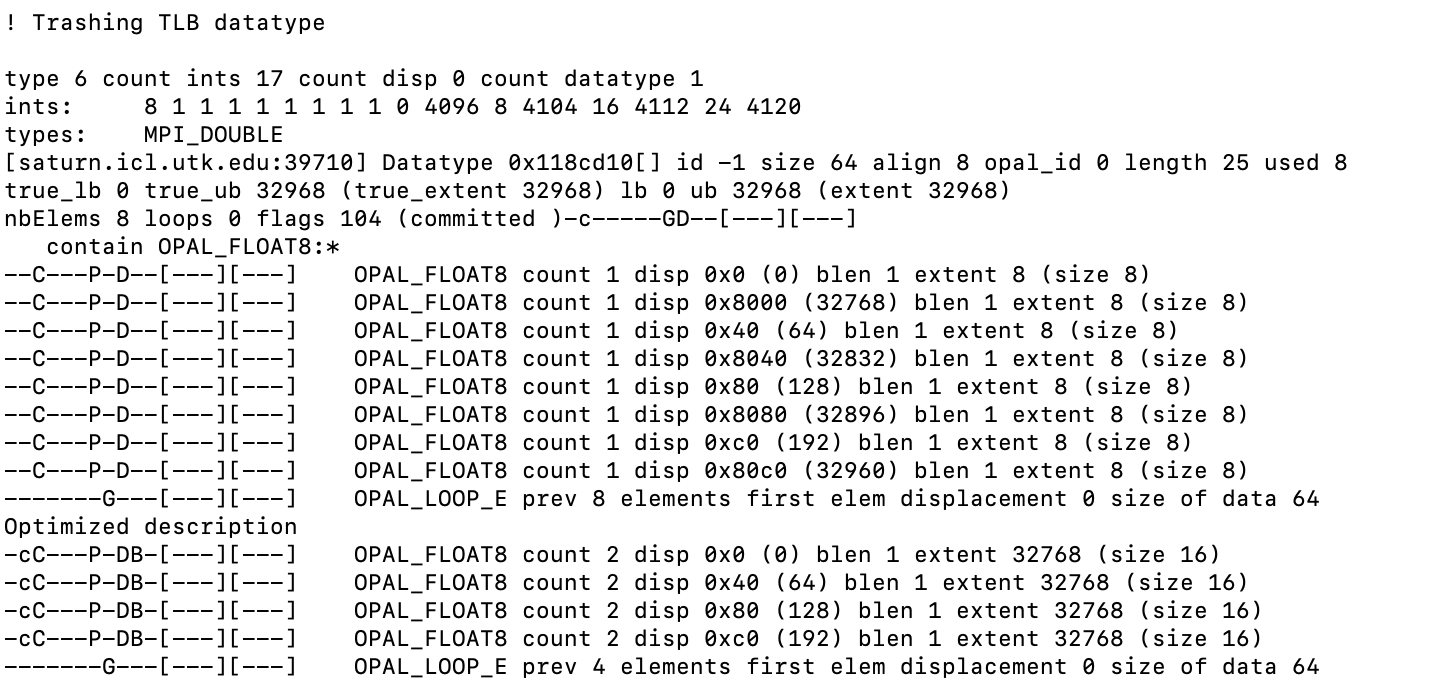 ! Trashing TLB datatype

type 6 count ints 17 count disp 0 count datatype 1
ints:     8 1 1 1 1 1 1 1 1 0 4096 8 4104 16 4112 24 4120
types:    MPI_DOUBLE
[saturn.icl.utk.edu:39710] Datatype 0x118cd10[] id -1 size 64 align 8 opal_id 0 length 25 used 8
true_lb 0 true_ub 32968 (true_extent 32968) lb 0 ub 32968 (extent 32968)
nbElems 8 loops 0 flags 104 (committed )-c-----GD--[---][---]
   contain OPAL_FLOAT8:*
--C---P-D--[---][---]    OPAL_FLOAT8 count 1 disp 0x0 (0) blen 1 extent 8 (size 8)
--C---P-D--[---][---]    OPAL_FLOAT8 count 1 disp 0x8000 (32768) blen 1 extent 8 (size 8)
--C---P-D--[---][---]    OPAL_FLOAT8 count 1 disp 0x40 (64) blen 1 extent 8 (size 8)
--C---P-D--[---][---]    OPAL_FLOAT8 count 1 disp 0x8040 (32832) blen 1 extent 8 (size 8)
--C---P-D--[---][---]    OPAL_FLOAT8 count 1 disp 0x80 (128) blen 1 extent 8 (size 8)
--C---P-D--[---][---]    OPAL_FLOAT8 count 1 disp 0x8080 (32896) blen 1 extent 8 (size 8)
--C---P-D--[---][---]    OPAL_FLOAT8 count 1 disp 0xc0 (192) blen 1 extent 8 (size 8)
--C---P-D--[---][---]    OPAL_FLOAT8 count 1 disp 0x80c0 (32960) blen 1 extent 8 (size 8)
-------G---[---][---]    OPAL_LOOP_E prev 8 elements first elem displacement 0 size of data 64
Optimized description
-cC---P-DB-[---][---]    OPAL_FLOAT8 count 2 disp 0x0 (0) blen 1 extent 32768 (size 16)
-cC---P-DB-[---][---]    OPAL_FLOAT8 count 2 disp 0x40 (64) blen 1 extent 32768 (size 16)
-cC---P-DB-[---][---]    OPAL_FLOAT8 count 2 disp 0x80 (128) blen 1 extent 32768 (size 16)
-cC---P-DB-[---][---]    OPAL_FLOAT8 count 2 disp 0xc0 (192) blen 1 extent 32768 (size 16)
-------G---[---][---]    OPAL_LOOP_E prev 4 elements first elem displacement 0 size of data 64